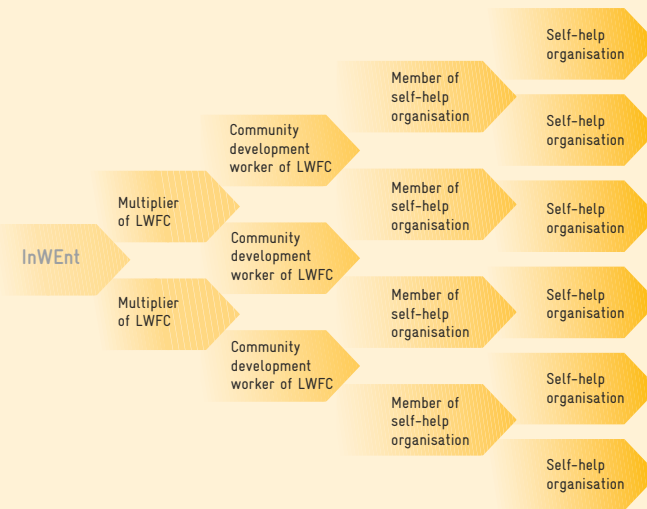 InWEnt
Multiplier
of LWFC
Multiplier
of LWFC
Community
development
worker of LWFC
Community
development
worker of LWFC
Community
development
worker of LWFC
Member of
self-help
organisation
Member of
self-help
organisation
Member of
self-help
organisation
Member of
self-help
organisation
Self-help
organisation
Self-help
organisation
Self-help
organisation
Self-help
organisation
Self-help
organisation
Self-help
organisation